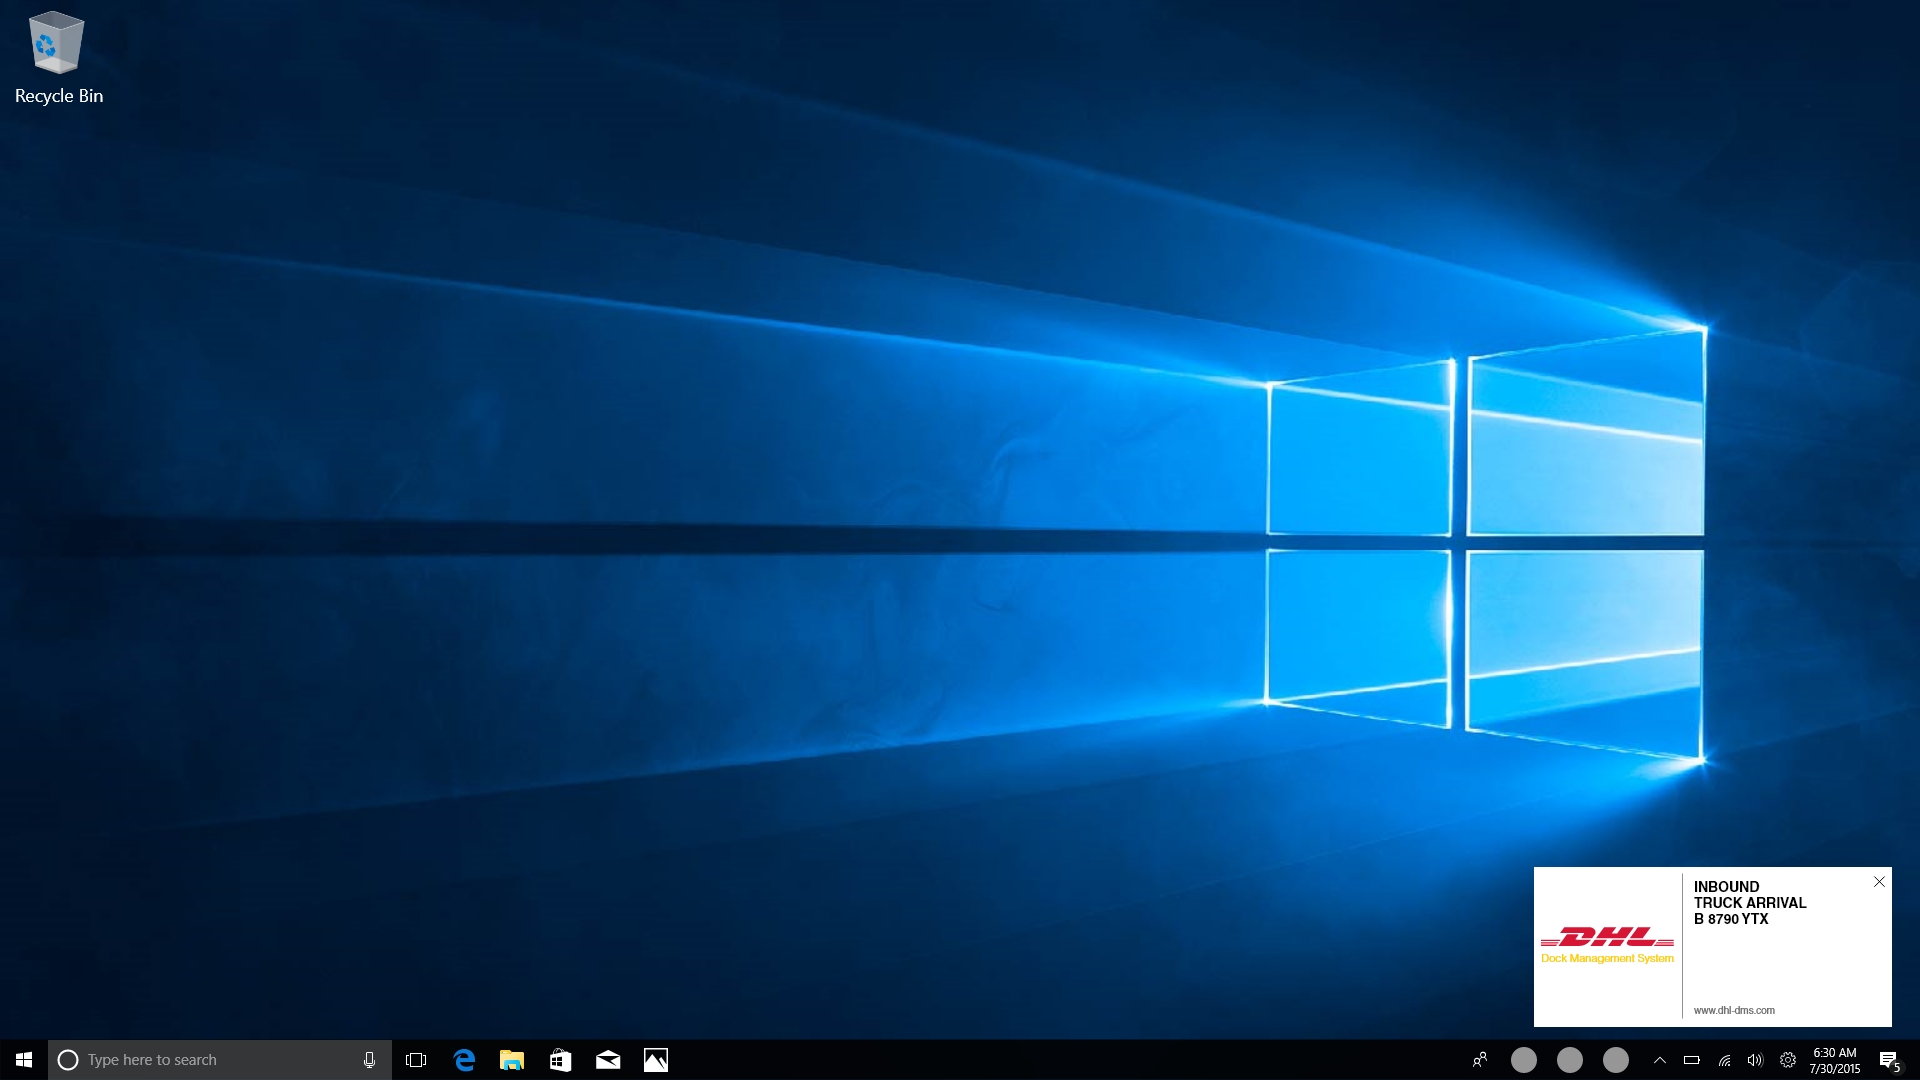 Recycle Bin
INBOUND
TRUCK ARRIVAL
B 8790 YTX
DHL
Dock Management System
www.dhl-dms.com
Type here to search
6:30 AM
7/30/2015
5